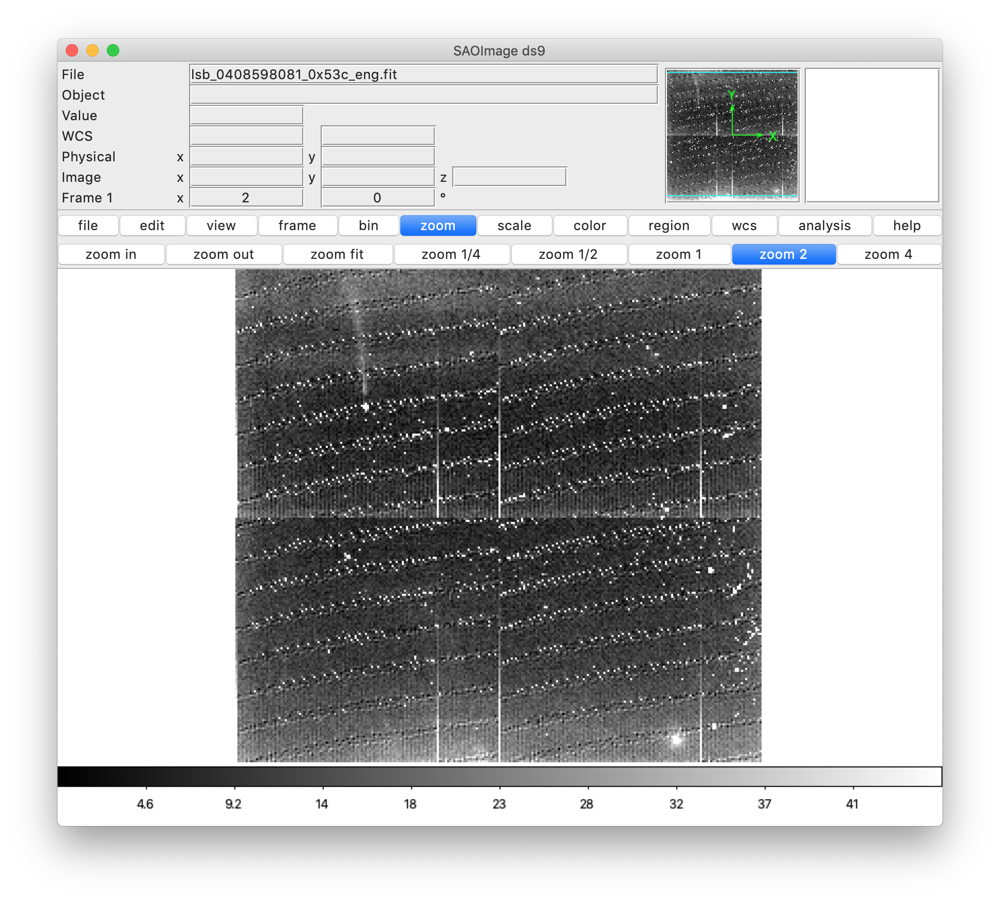 SAOImage ds9
File lsb_0408598081_0x53c_eng.fit
Object
Value
WCS
Physical x y
Image x y z
Frame 1 x 2 0 °
file edit view frame bin zoom scale color region wcs analysis help
zoom in zoom out zoom fit zoom 1/4 zoom 1/2 zoom 1 zoom 2 zoom 4
Y
X
4.6 9.2 14 18 23 28 32 37 41